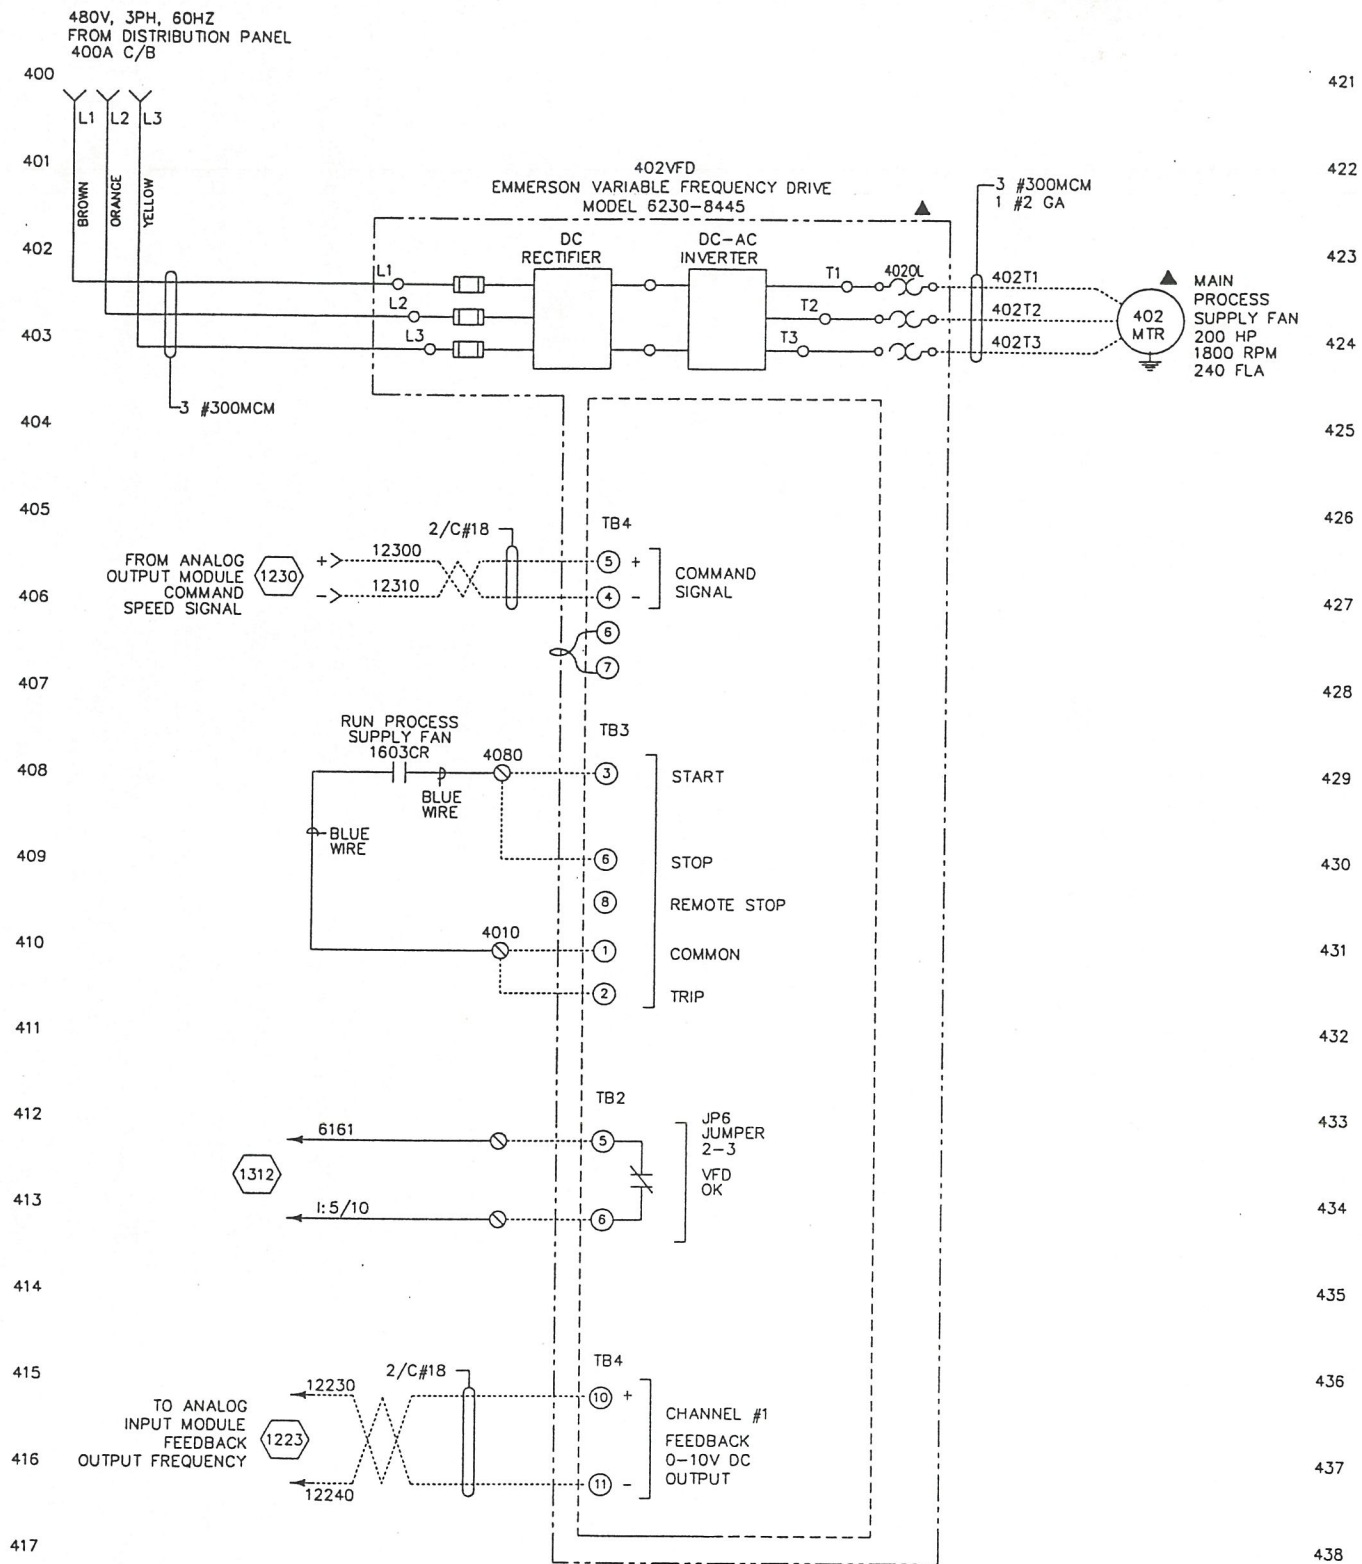 480V, 3PH, 60HZ
FROM DISTRIBUTION PANEL
400A C/B
400
421
L1
L2
L3
401
422
BROWN
ORANGE
YELLOW
402VFD
EMMERSON VARIABLE FREQUENCY DRIVE
MODEL 6230-8445
3 #300MCM
1 #2 GA
402
423
DC
RECTIFIER
DC-AC
INVERTER
L1
T1
402OL
402T1
L2
T2
402T2
L3
T3
402T3
402
MTR
MAIN
PROCESS
SUPPLY FAN
200 HP
1800 RPM
240 FLA
403
424
3 #300MCM
404
425
405
426
2/C#18
TB4
FROM ANALOG
OUTPUT MODULE
COMMAND
SPEED SIGNAL
1230
+
12300
5 +
-
12310
4 -
COMMAND
SIGNAL
406
427
6
7
407
428
RUN PROCESS
SUPPLY FAN
1603CR
TB3
408
429
4080
3
START
BLUE
WIRE
BLUE
WIRE
409
430
6
STOP
8
REMOTE STOP
410
431
4010
1
COMMON
2
TRIP
411
432
412
433
TB2
6161
5
JP6
JUMPER
2-3
VFD
OK
1312
413
434
I:5/10
6
414
435
415
436
2/C#18
TB4
12230
10 +
TO ANALOG
INPUT MODULE
FEEDBACK
OUTPUT FREQUENCY
1223
CHANNEL #1
FEEDBACK
0-10V DC
OUTPUT
416
437
12240
11 -
417
438